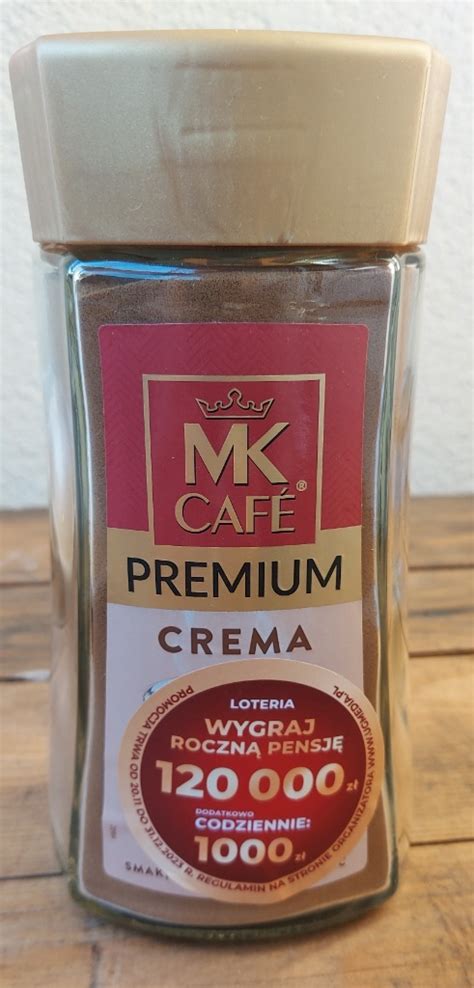 MK
CAFÉ®
PREMIUM
CREMA
LOTERIA
WYGRAJ
ROCZNĄ PENSJĘ
120 000 zł
DODATKOWO
CODZIENNIE:
1000 zł
PROMOCJA TRWA OD 20.11 DO 31.12.2023 R. REGULAMIN NA STRONIE ORGANIZATORA WWW.UGMEDIA.PL